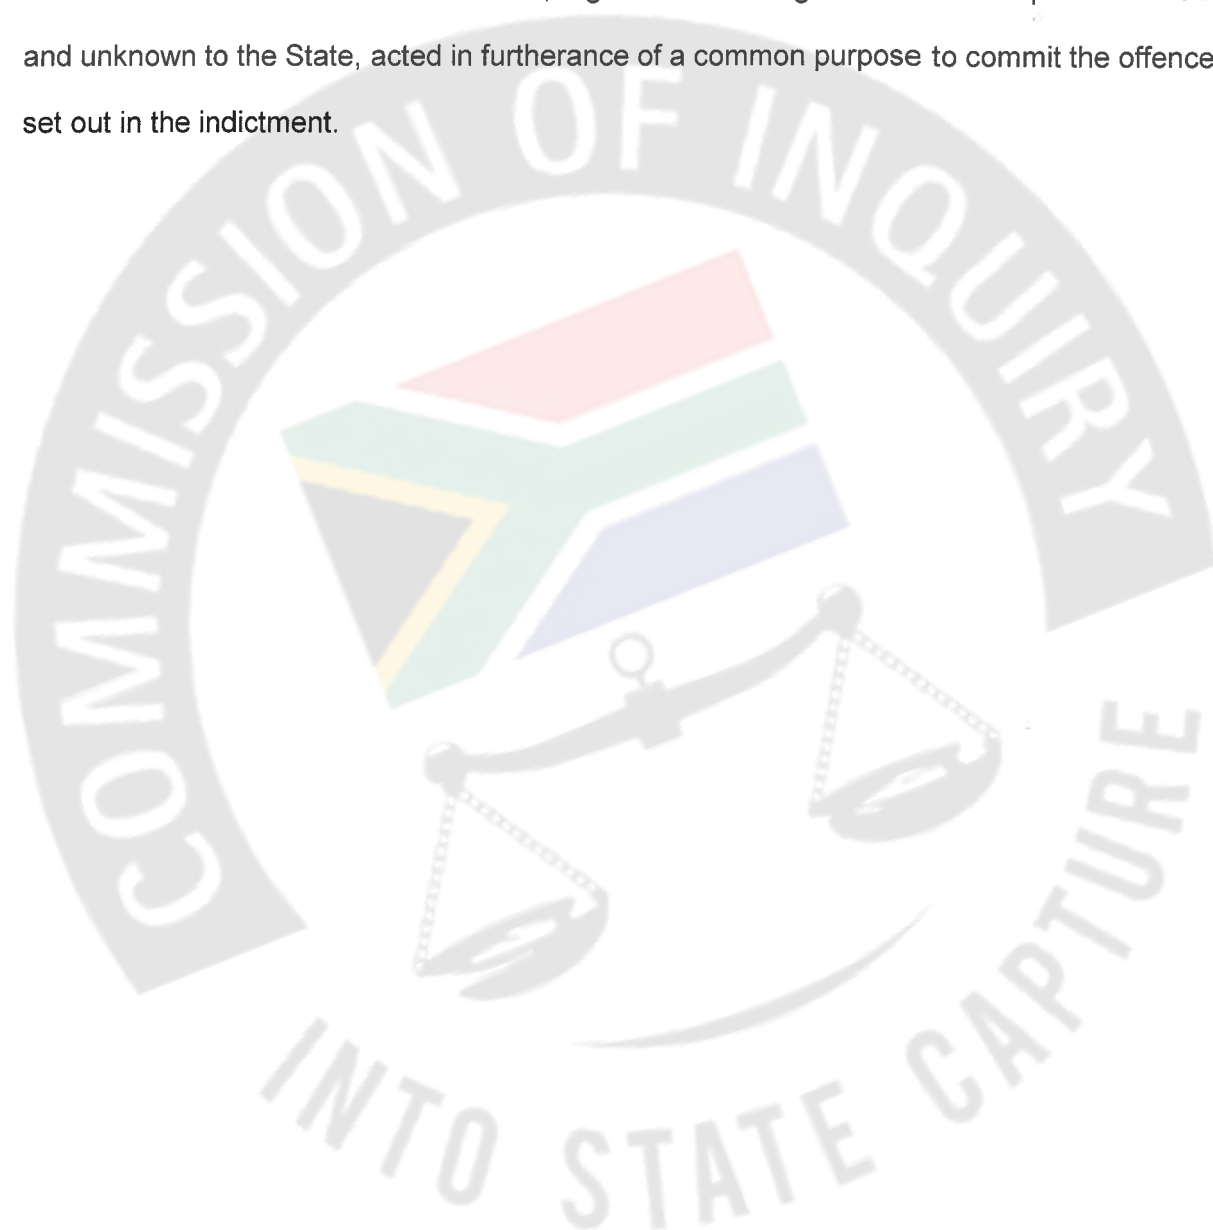 and unknown to the State, acted in furtherance of a common purpose to commit the offence
set out in the indictment.
COMMISSION OF INQUIRY
INTO STATE CAPTURE